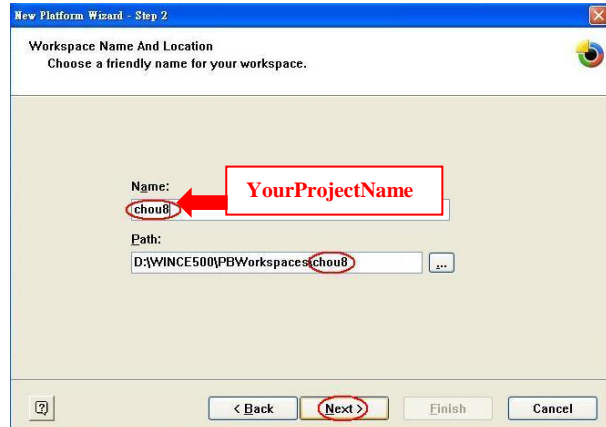 New Platform Wizard - Step 2
Workspace Name And Location
Choose a friendly name for your workspace.
Name:
YourProjectName
chou8
Path:
D:\WINCE500\PBWorkspaces\chou8
...
?
< Back
Next >
Finish
Cancel